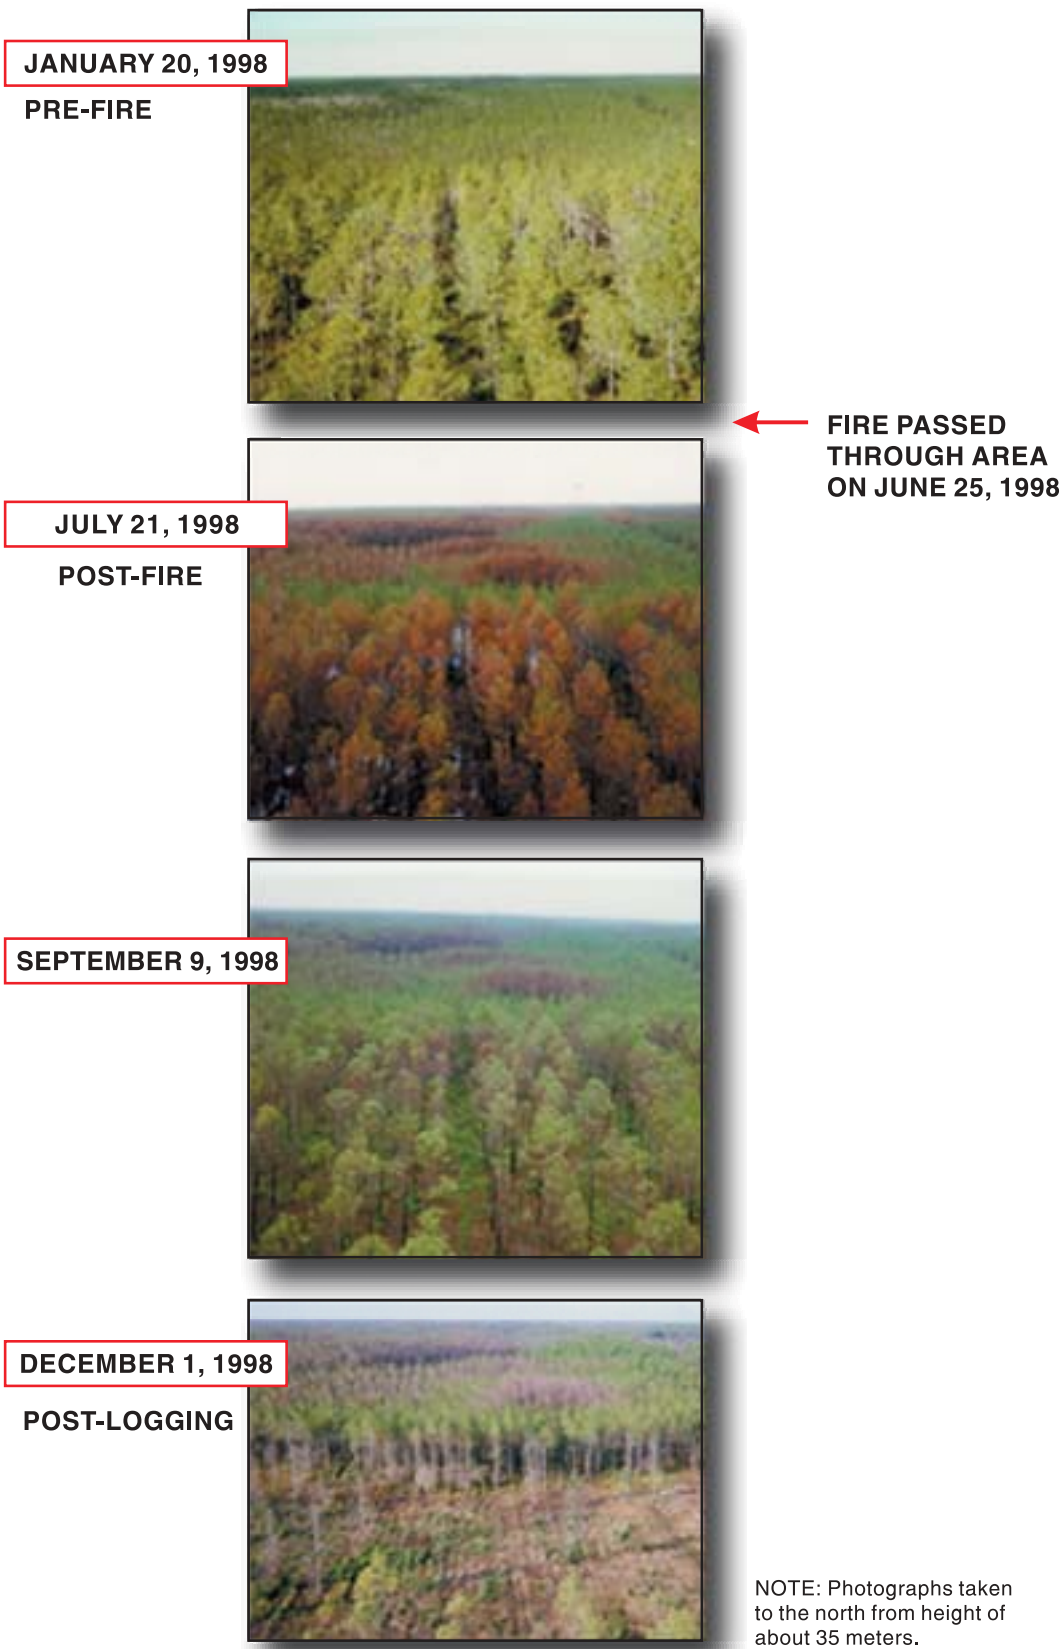 JANUARY 20, 1998
PRE-FIRE
FIRE PASSED
THROUGH AREA
ON JUNE 25, 1998
JULY 21, 1998
POST-FIRE
SEPTEMBER 9, 1998
DECEMBER 1, 1998
POST-LOGGING
NOTE: Photographs taken
to the north from height of
about 35 meters.